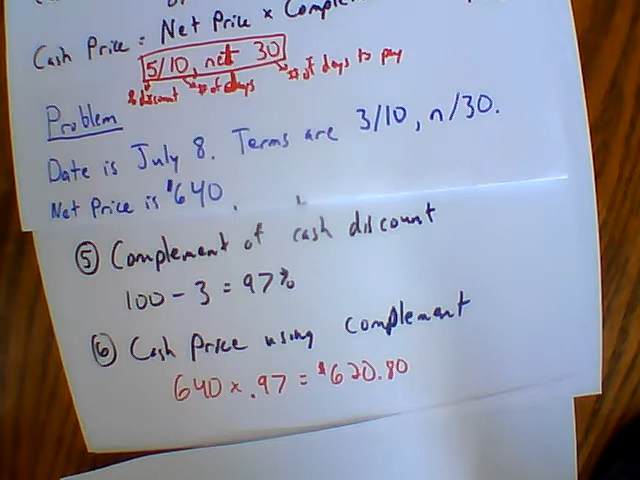 Cash Price = Net Price x Comple
5/10, net 30
% discount # of days # of days to pay
Problem
Date is July 8. Terms are 3/10, n/30.
Net Price is $640.
⑤ Complement of cash discount
100 - 3 = 97%
⑥ Cash Price using complement
640 x .97 = $620.80